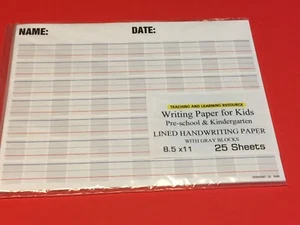 NAME: DATE:
TEACHING AND LEARNING RESOURCE
Writing Paper for Kids
Pre-school & Kindergarten
LINED HANDWRITING PAPER
WITH GRAY BLOCKS
8.5 x11 25 Sheets